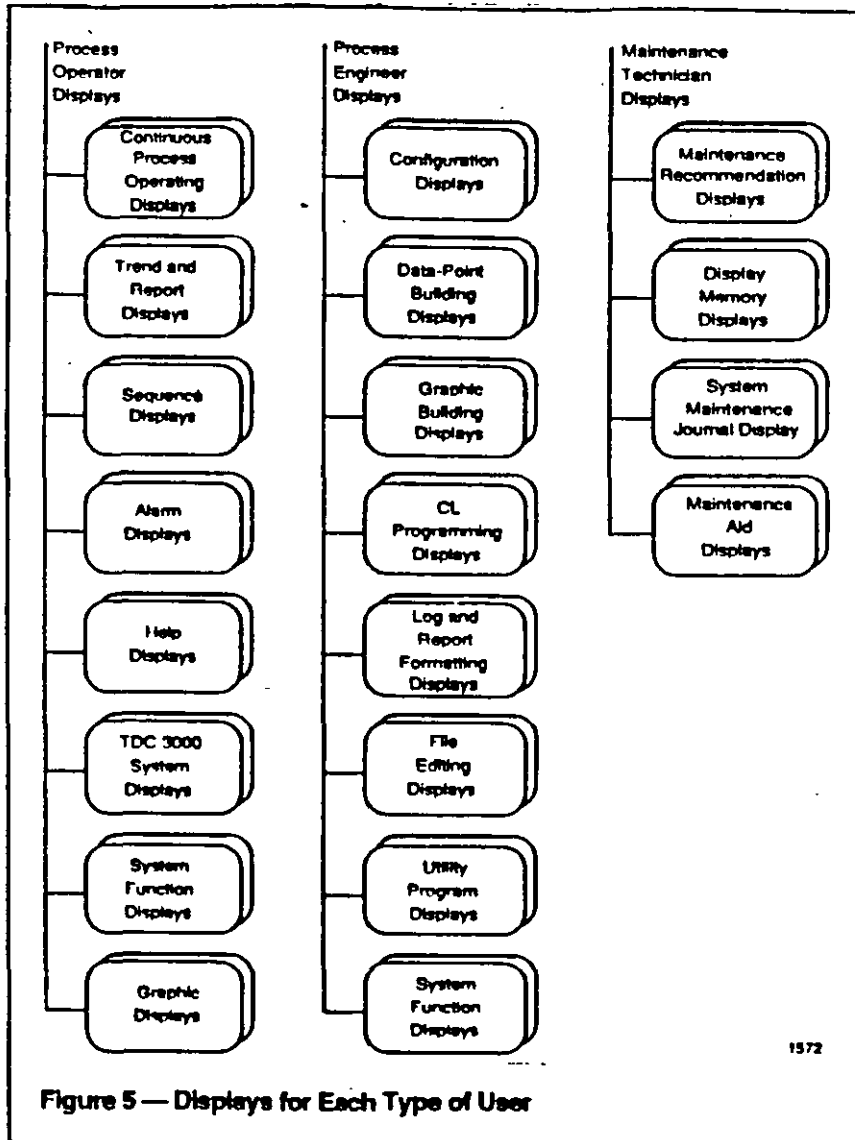 Process
Operator
Displays
Continuous
Process
Operating
Displays
Trend and
Report
Displays
Sequence
Displays
Alarm
Displays
Help
Displays
TDC 3000
System
Displays
System
Function
Displays
Graphic
Displays
Process
Engineer
Displays
Configuration
Displays
Data-Point
Building
Displays
Graphic
Building
Displays
CL
Programming
Displays
Log and
Report
Formatting
Displays
File
Editing
Displays
Utility
Program
Displays
System
Function
Displays
Maintenance
Technician
Displays
Maintenance
Recommendation
Displays
Display
Memory
Displays
System
Maintenance
Journal Display
Maintenance
Aid
Displays
1572
Figure 5 — Displays for Each Type of User